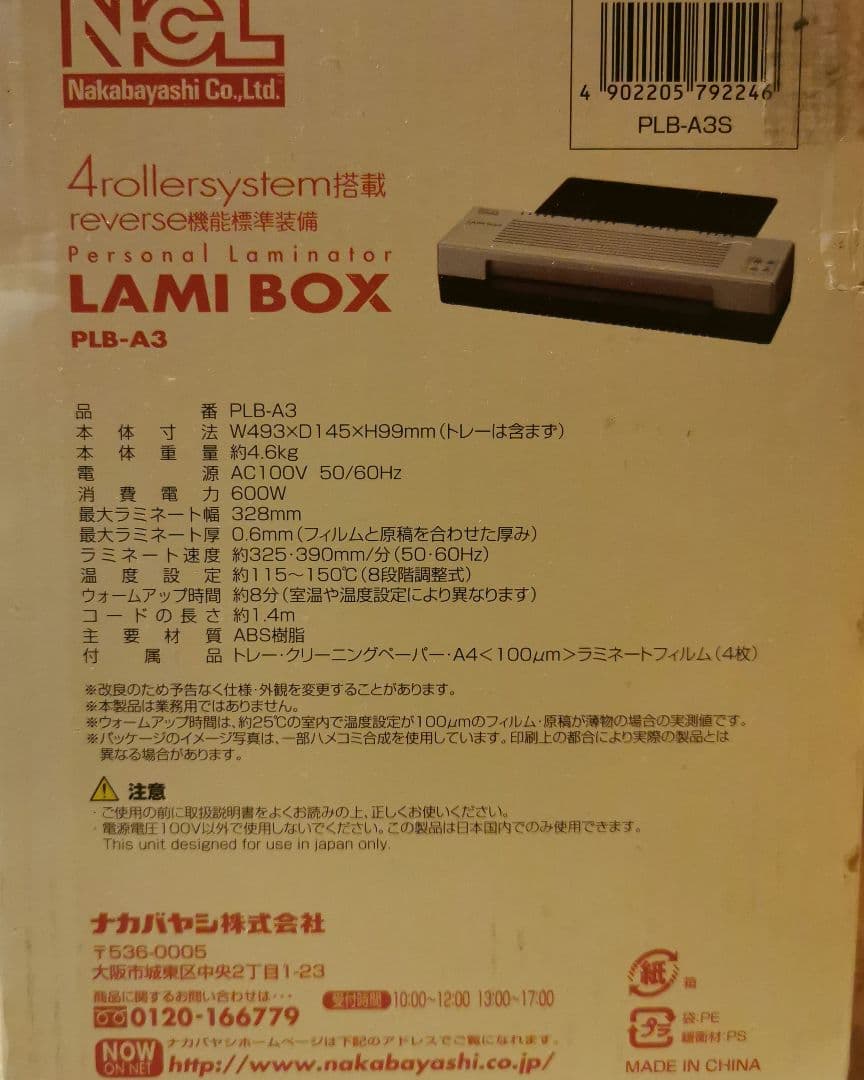 NCL
Nakabayashi Co.,Ltd.
4 902205 792246
PLB-A3S
4rollersystem搭載
reverse機能標準装備
Personal Laminator
LAMI BOX
PLB-A3
品番 PLB-A3
本体寸法 W493×D145×H99mm(トレーは含まず)
本体重量 約4.6kg
電源 AC100V 50/60Hz
消費電力 600W
最大ラミネート幅 328mm
最大ラミネート厚 0.6mm(フィルムと原稿を合わせた厚み)
ラミネート速度 約325・390mm/分(50・60Hz)
温度設定 約115〜150℃(8段階調整式)
ウォームアップ時間 約8分(室温や温度設定により異なります)
コードの長さ 約1.4m
主要材質 ABS樹脂
付属品 トレー・クリーニングペーパー・A4<100μm>ラミネートフィルム(4枚)
※改良のため予告なく仕様・外観を変更することがあります。
※本製品は業務用ではありません。
※ウォームアップ時間は、約25℃の室内で温度設定が100μmのフィルム・原稿が薄物の場合の実測値です。
※パッケージのイメージ写真は、一部ハメコミ合成を使用しています。印刷上の都合により実際の製品とは
異なる場合があります。
注意
・ご使用の前に取扱説明書をよくお読みの上、正しくお使いください。
・電源電圧100V以外で使用しないでください。この製品は日本国内でのみ使用できます。
This unit designed for use in japan only.
ナカバヤシ株式会社
〒536-0005
大阪市城東区中央2丁目1-23
商品に関するお問い合わせは・・・ 受付時間 10:00~12:00 13:00~17:00
0120-166779
NOW ON NET
ナカバヤシホームページは下記のアドレスでご覧になれます。
http://www.nakabayashi.co.jp/
紙 箱
プラ 袋:PE
緩衝材:PS
MADE IN CHINA